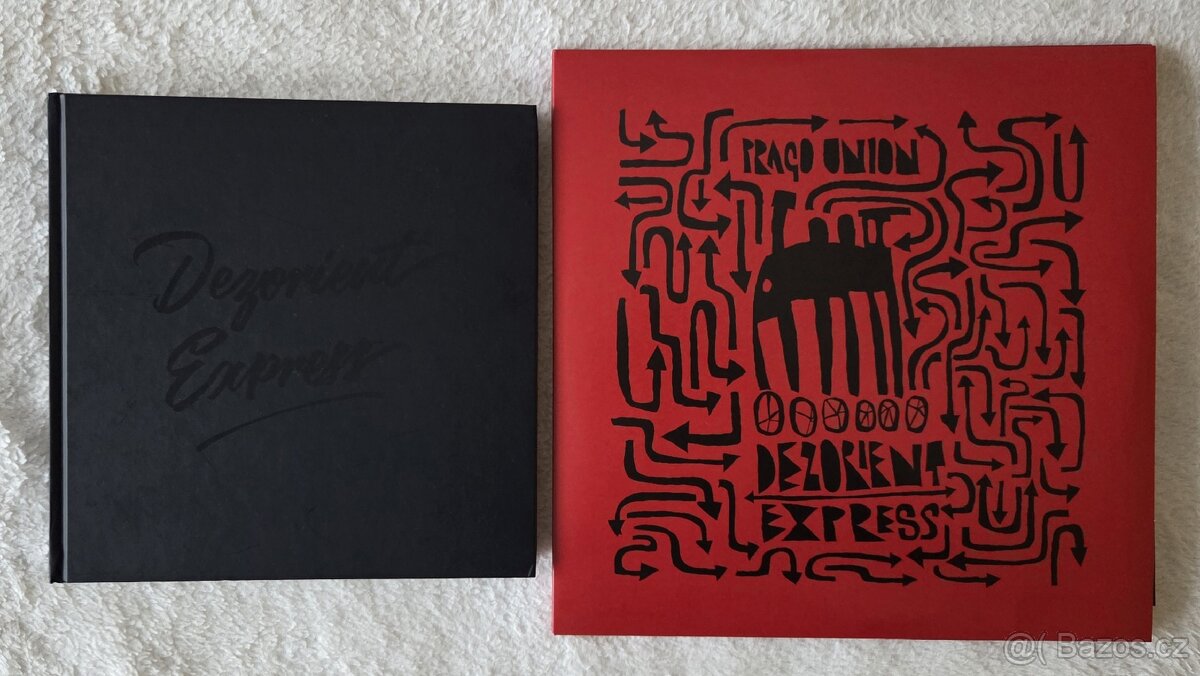 Dezorient
Express
PRAGO UNION
DEZORIENT
EXPRESS
@( Bazos.cz